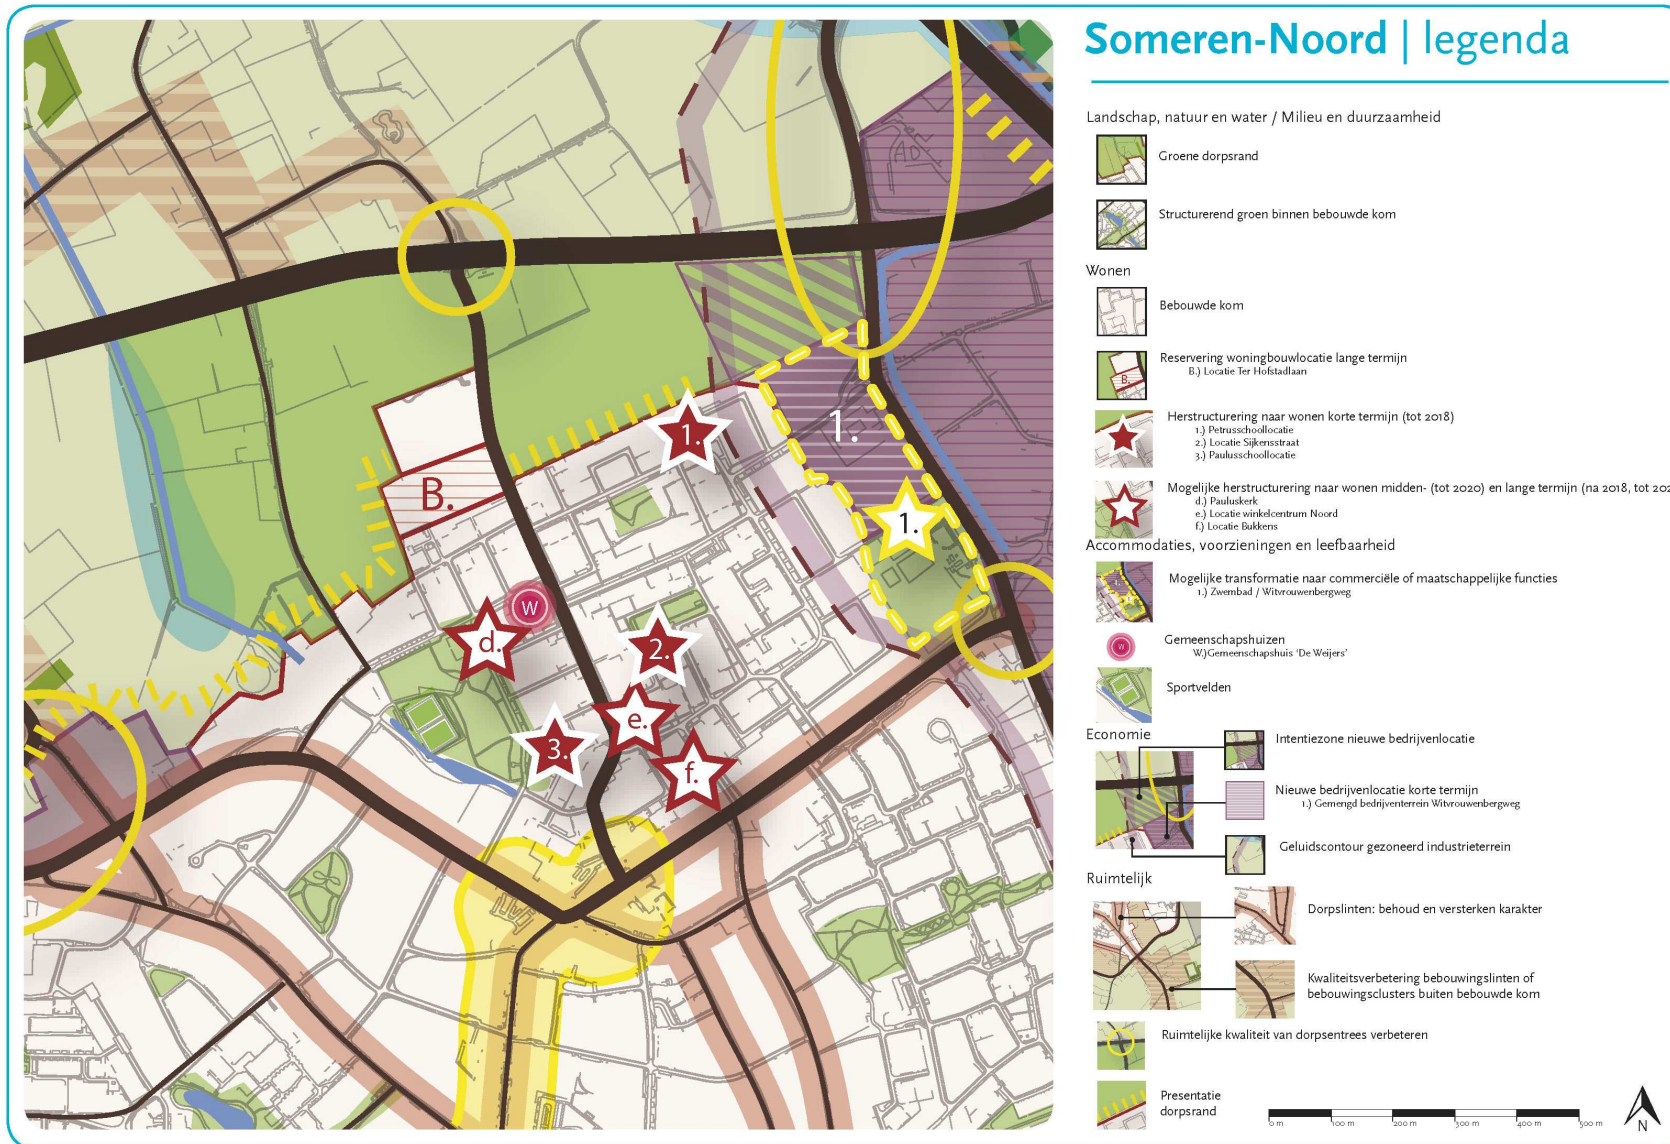 Someren-Noord | legenda
Landschap, natuur en water / Milieu en duurzaamheid
Groene dorpsrand
Structurerend groen binnen bebouwde kom
Wonen
Bebouwde kom
Reservering woningbouwlocatie lange termijn
B.) Locatie Ter Hofstadlaan
B.
Herstructurering naar wonen korte termijn (tot 2018)
1.) Petrusschoollocatie
2.) Locatie Sijkensstraat
3.) Paulusschoollocatie
Mogelijke herstructurering naar wonen midden- (tot 2020) en lange termijn (na 2018, tot 202
d.) Pauluskerk
e.) Locatie winkelcentrum Noord
f.) Locatie Bukkens
Accommodaties, voorzieningen en leefbaarheid
Mogelijke transformatie naar commerciële of maatschappelijke functies
1.) Zwembad / Witvrouwenbergweg
Gemeenschapshuizen
W.)Gemeenschapshuis 'De Weijers'
W
Sportvelden
Economie
Intentiezone nieuwe bedrijvenlocatie
Nieuwe bedrijvenlocatie korte termijn
1.) Gemengd bedrijventerrein Witvrouwenbergweg
Geluidscontour gezoneerd industrieterrein
Ruimtelijk
Dorpslinten: behoud en versterken karakter
Kwaliteitsverbetering bebouwingslinten of
bebouwingsclusters buiten bebouwde kom
Ruimtelijke kwaliteit van dorpsentrees verbeteren
Presentatie
dorpsrand
0 m 100 m 200 m 300 m 400 m 500 m
N
1.
1.
B.
1.
W
d.
2.
e.
3.
f.